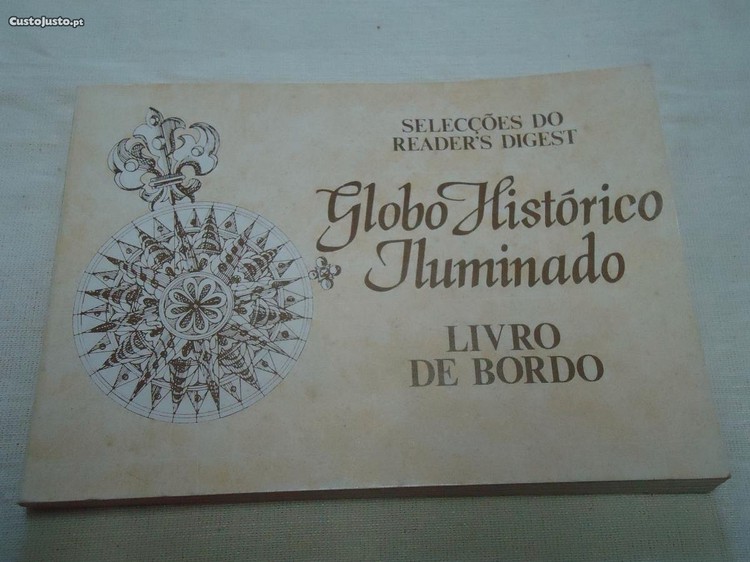 CustoJusto.pt
SELECÇÕES DO
READER'S DIGEST
Globo Histórico
Iluminado
LIVRO
DE BORDO